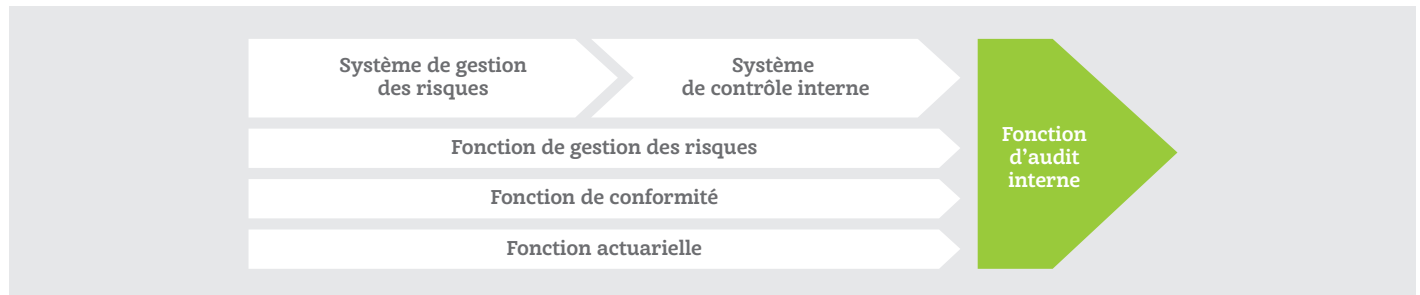 Système de gestion
des risques
Système
de contrôle interne
Fonction de gestion des risques
Fonction de conformité
Fonction actuarielle
Fonction
d’audit
interne